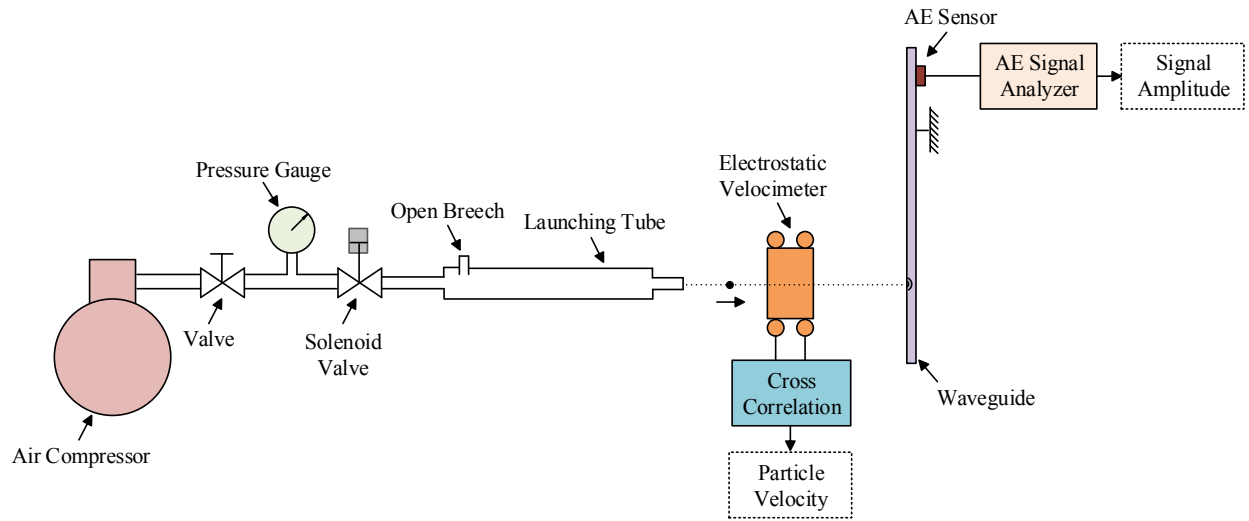 AE Sensor
AE Signal
Analyzer
Signal
Amplitude
Pressure Gauge
Open Breech
Launching Tube
Electrostatic
Velocimeter
Valve
Solenoid
Valve
Air Compressor
Cross
Correlation
Waveguide
Particle
Velocity